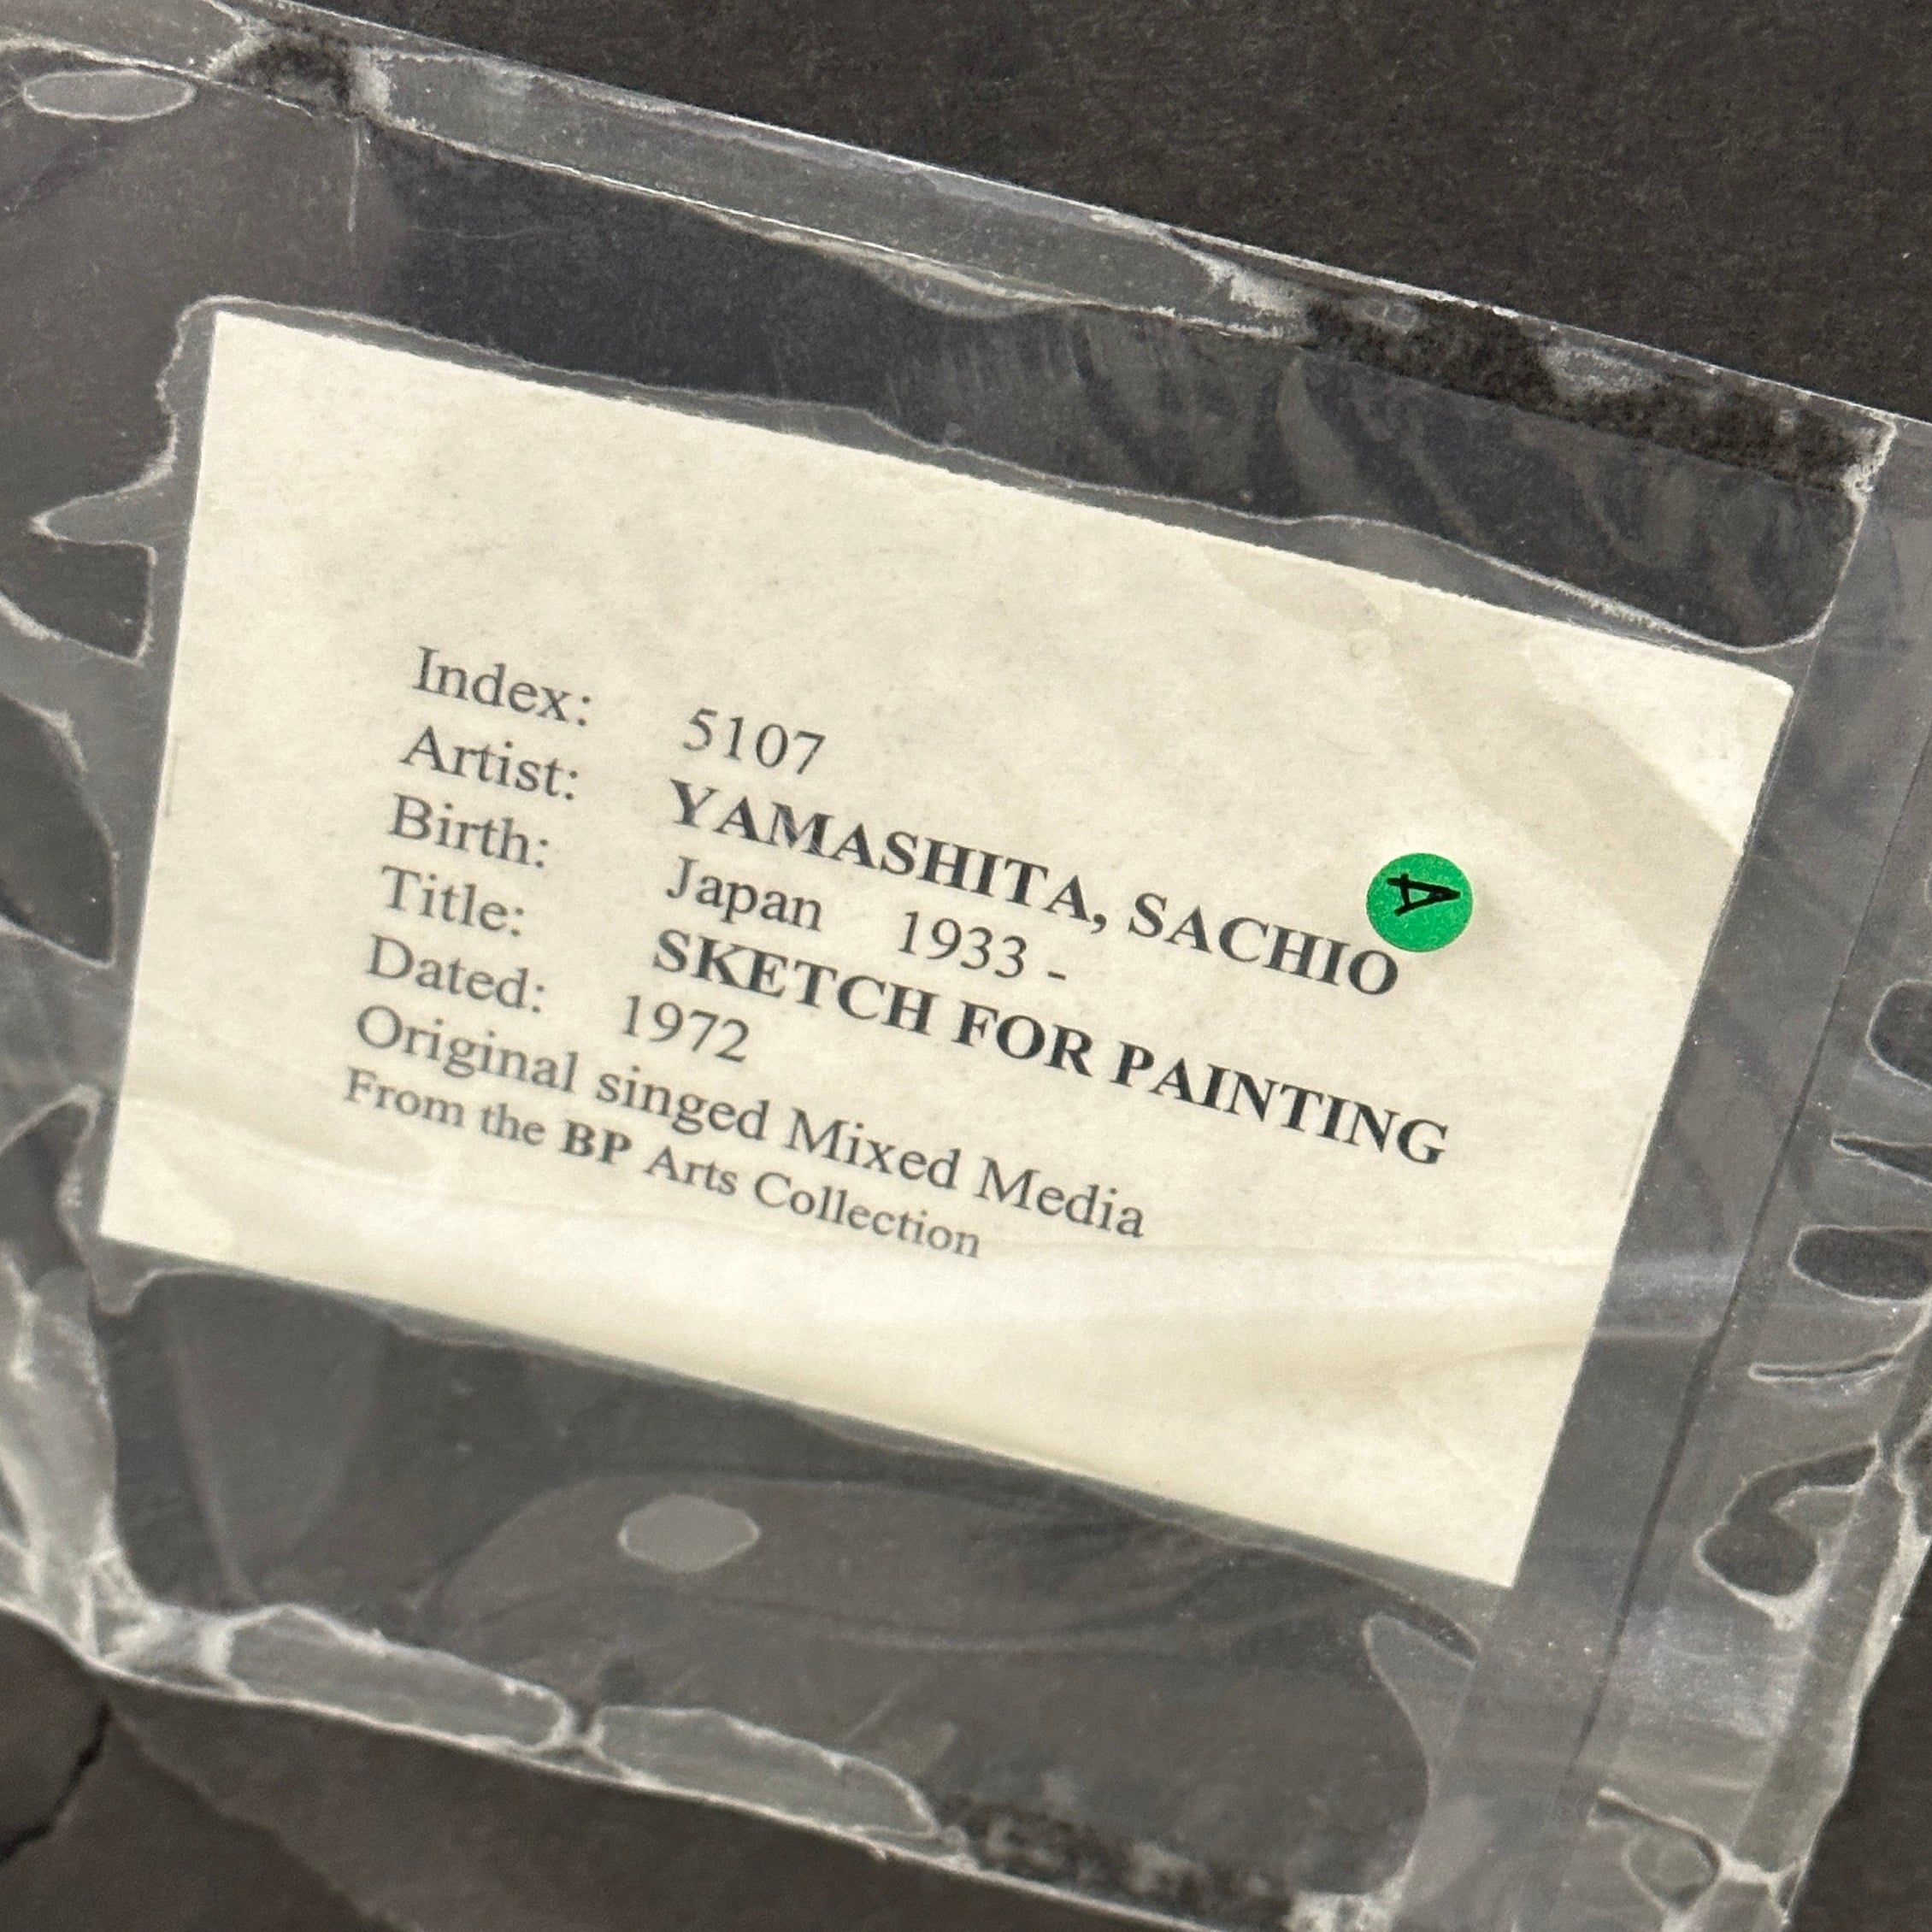 Index: 5107
Artist: YAMASHITA, SACHIO
Birth: Japan 1933 -
Title: SKETCH FOR PAINTING
Dated: 1972
Original singed Mixed Media
From the BP Arts Collection
A